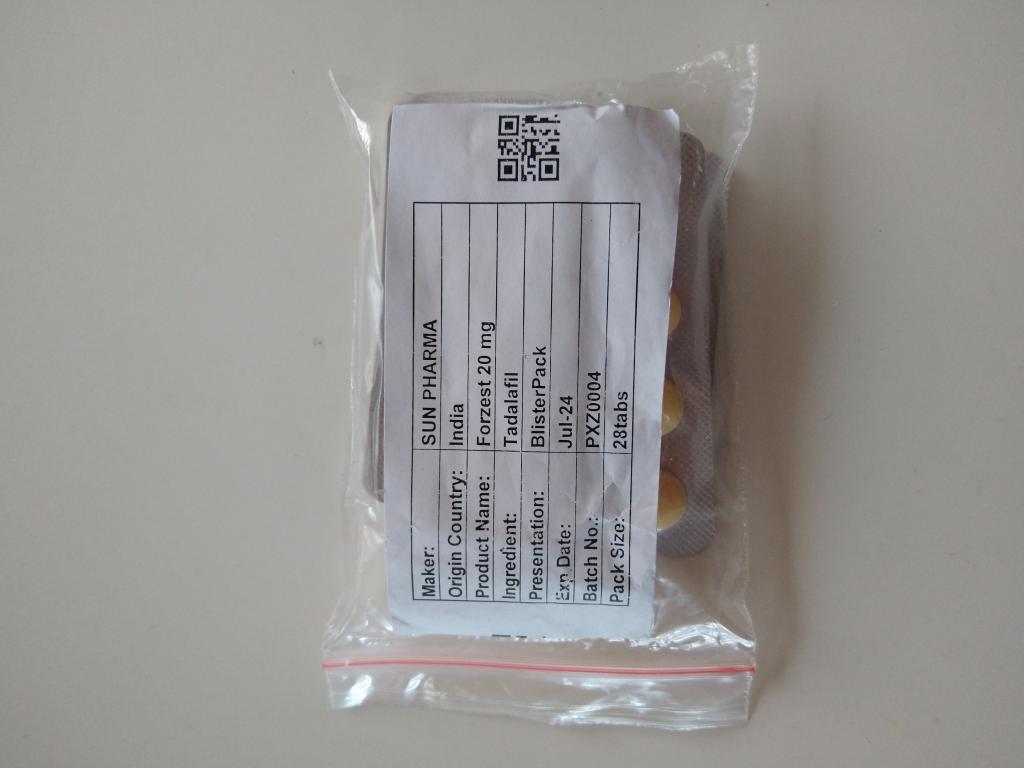 Maker: SUN PHARMA
Origin Country: India
Product Name: Forzest 20 mg
Ingredient: Tadalafil
Presentation: BlisterPack
Exp Date: Jul-24
Batch No.: PXZ0004
Pack Size: 28tabs